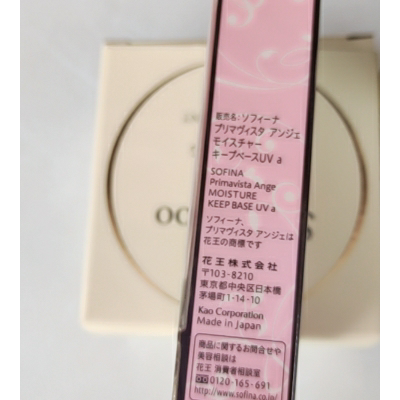 販売名：ソフィーナ
プリマヴィスタ アンジェ
モイスチャー
キープベースUV a
SOFINA
Primavista Ange
MOISTURE
KEEP BASE UV a
ソフィーナ、
プリマヴィスタ アンジェは
花王の商標です
花王株式会社
〒103-8210
東京都中央区日本橋
茅場町1-14-10
Kao Corporation
Made in Japan
商品に関するお問合せや
美容相談は
花王 消費者相談室
0120-165-691
http://www.sofina.co.jp/
OC
S